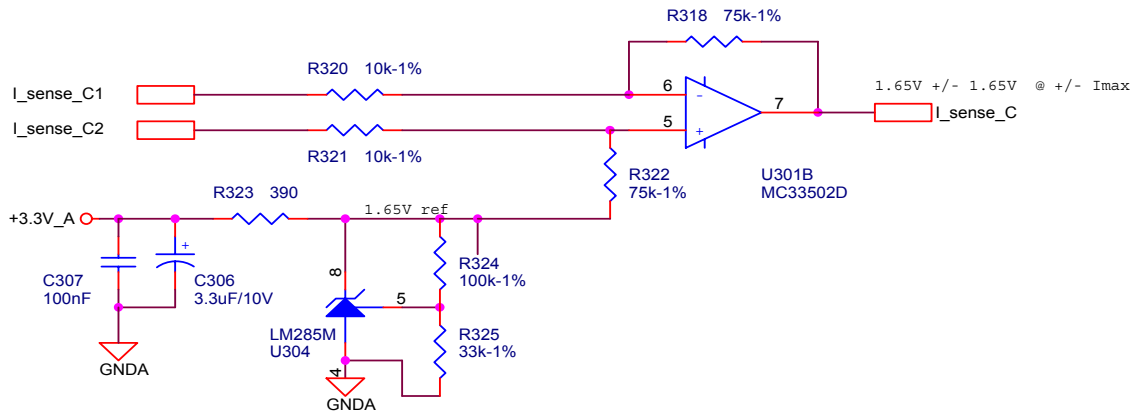 R318 75k-1%
R320 10k-1%
I_sense_C1
6
-
7
1.65V +/- 1.65V @ +/- Imax
I_sense_C
I_sense_C2
5
+
R321 10k-1%
R322
75k-1%
U301B
MC33502D
R323 390
+3.3V_A
1.65V ref
+
C307
100nF
C306
3.3uF/10V
8
R324
100k-1%
5
LM285M
U304
R325
33k-1%
4
GNDA
GNDA